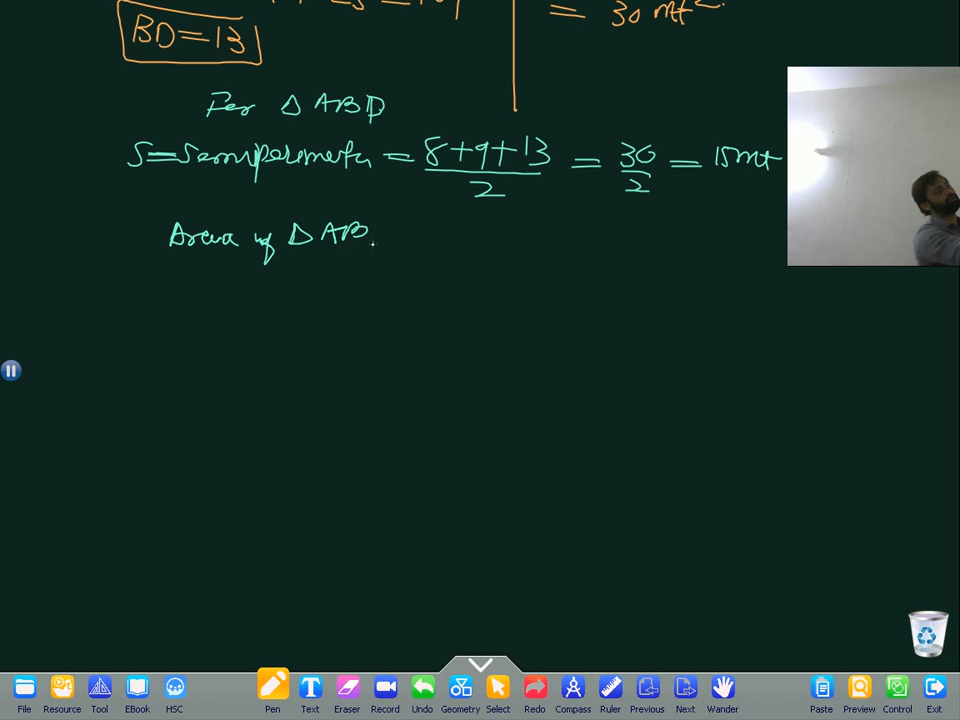 = 30 mt²
BD=13
For Δ ABD
S=Semiperimeter = 8+9+13/2 = 30/2 = 15mt
Area of Δ AB
File Resource Tool EBook HSC Pen Text Eraser Record Undo Geometry Select Redo Compass Ruler Previous Next Wander Paste Preview Control Exit